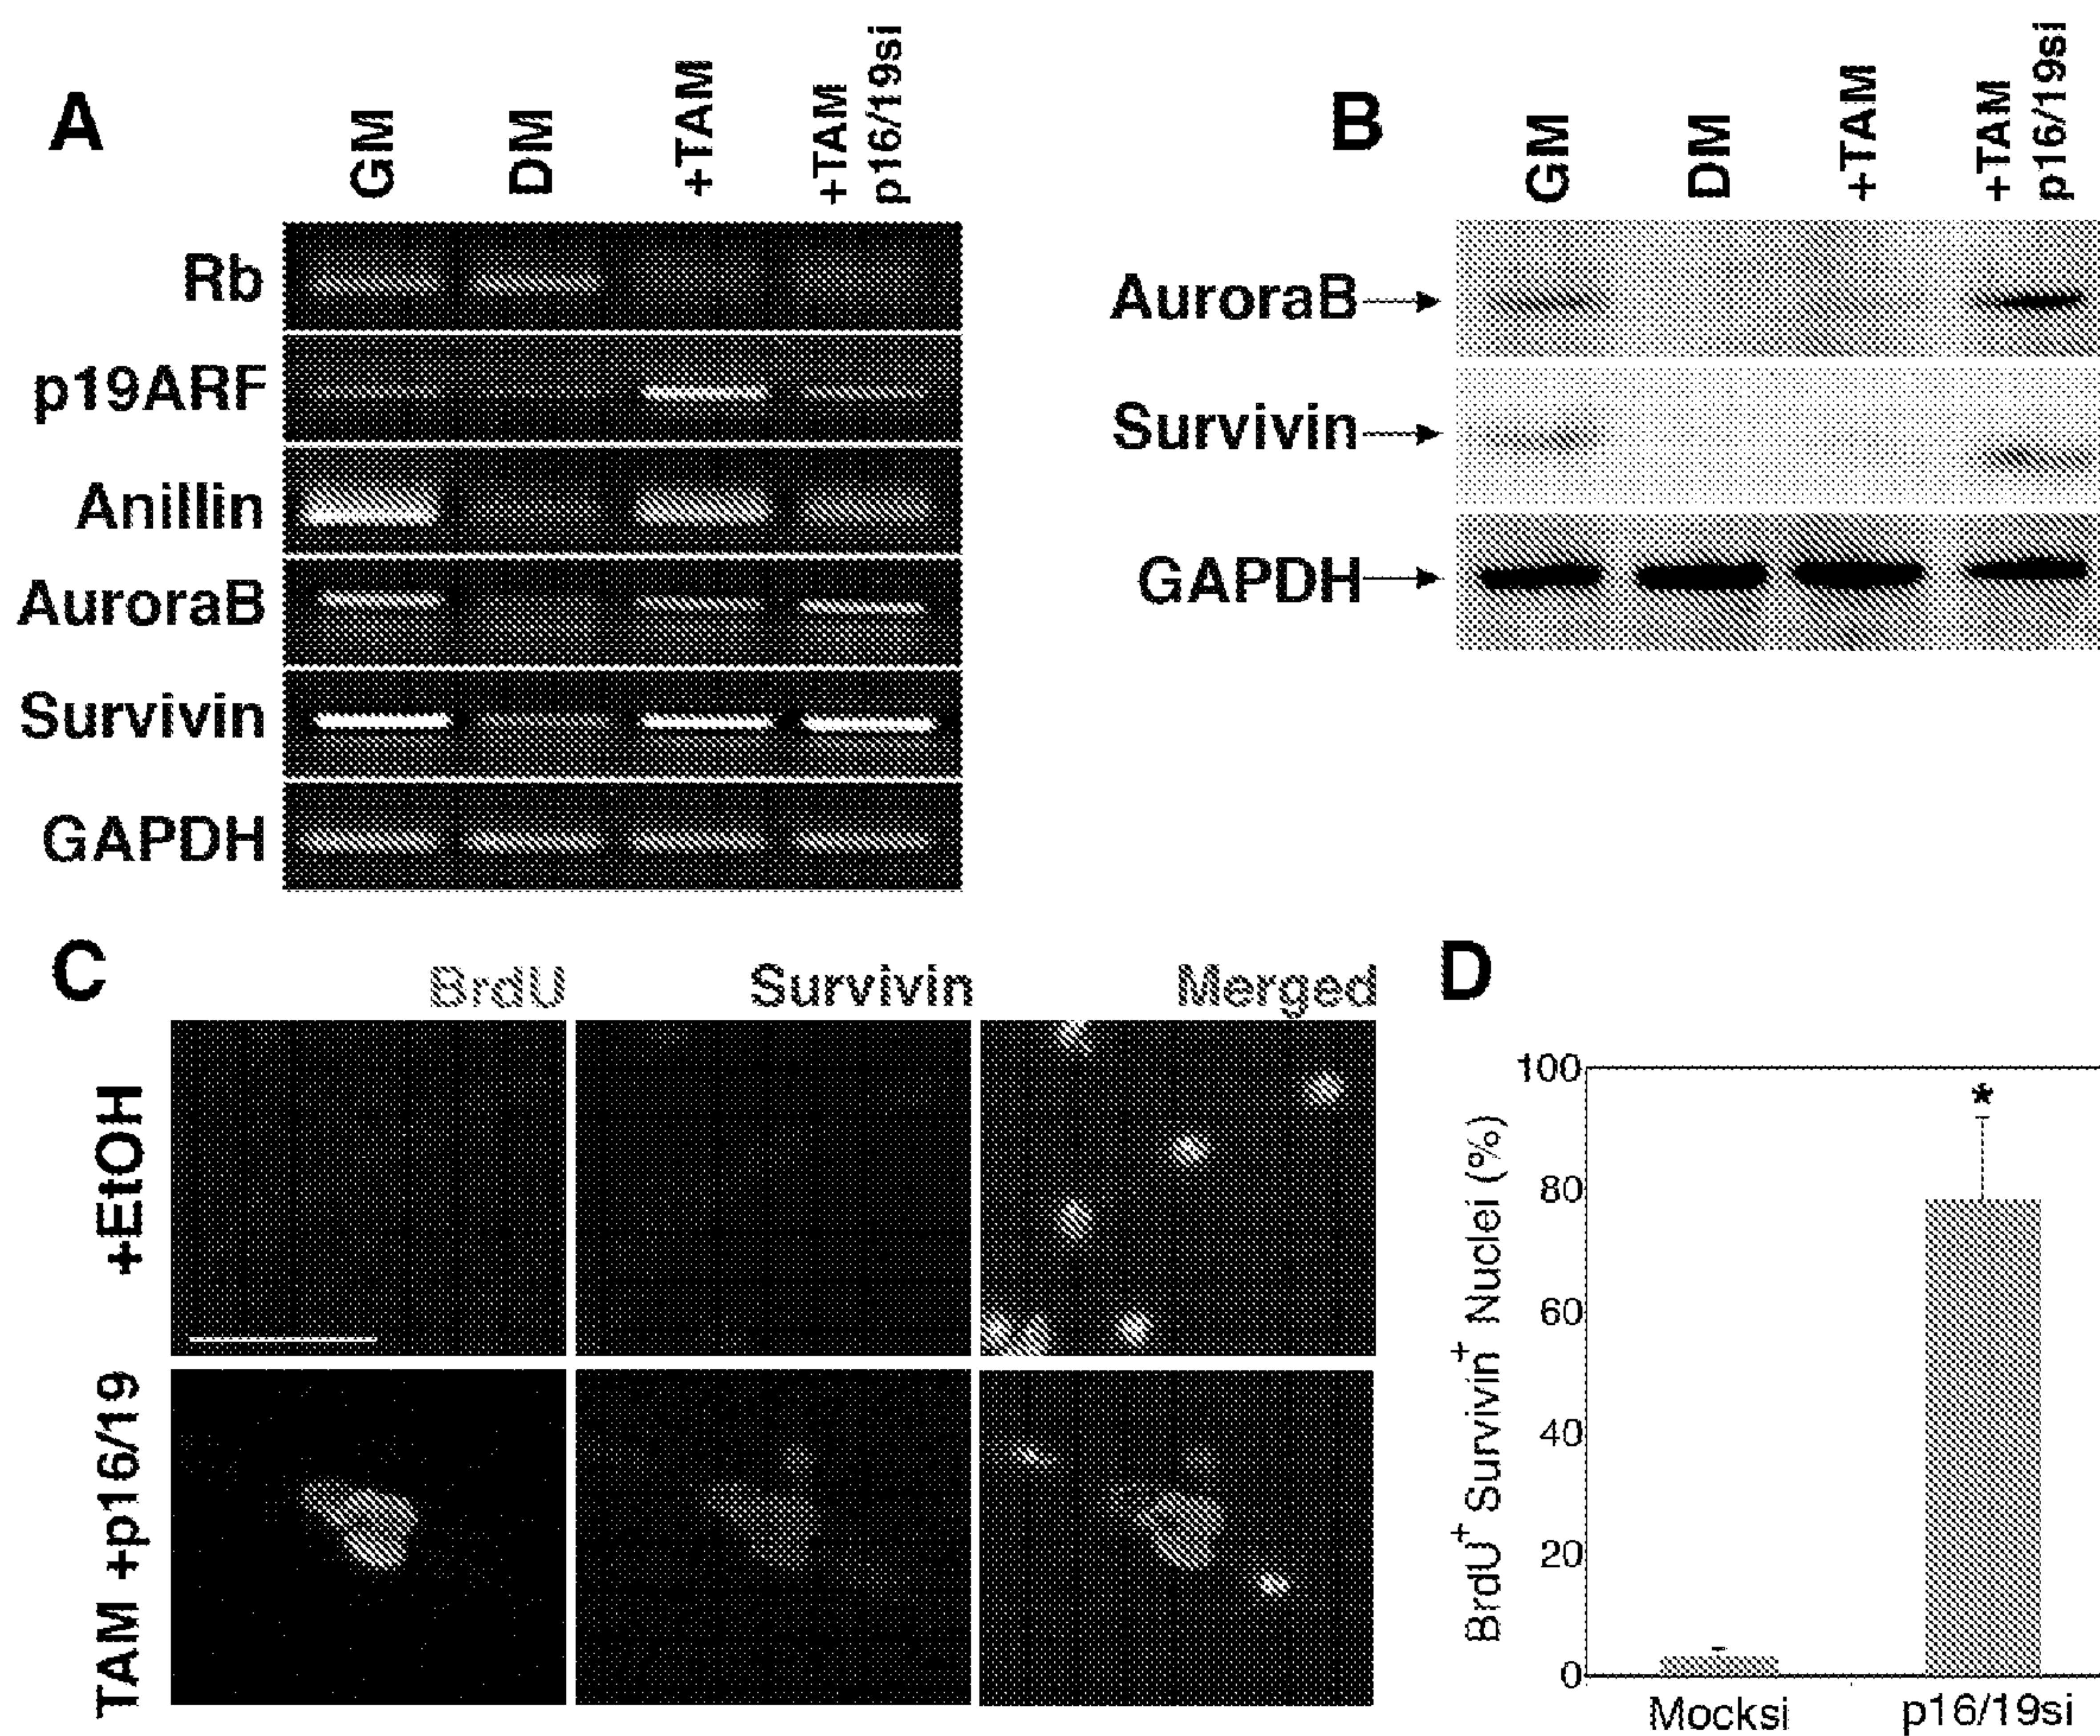 A
GM
DM
+TAM
+TAM
p16/19si
Rb
p19ARF
Anillin
AuroraB
Survivin
GAPDH
B
GM
DM
+TAM
+TAM
p16/19si
AuroraB
Survivin
GAPDH
C
BrdU
Survivin
Merged
+EtOH
TAM +p16/19
D
BrdU+ Survivin+ Nuclei (%)
100
80
60
40
20
0
*
Mocksi
p16/19si